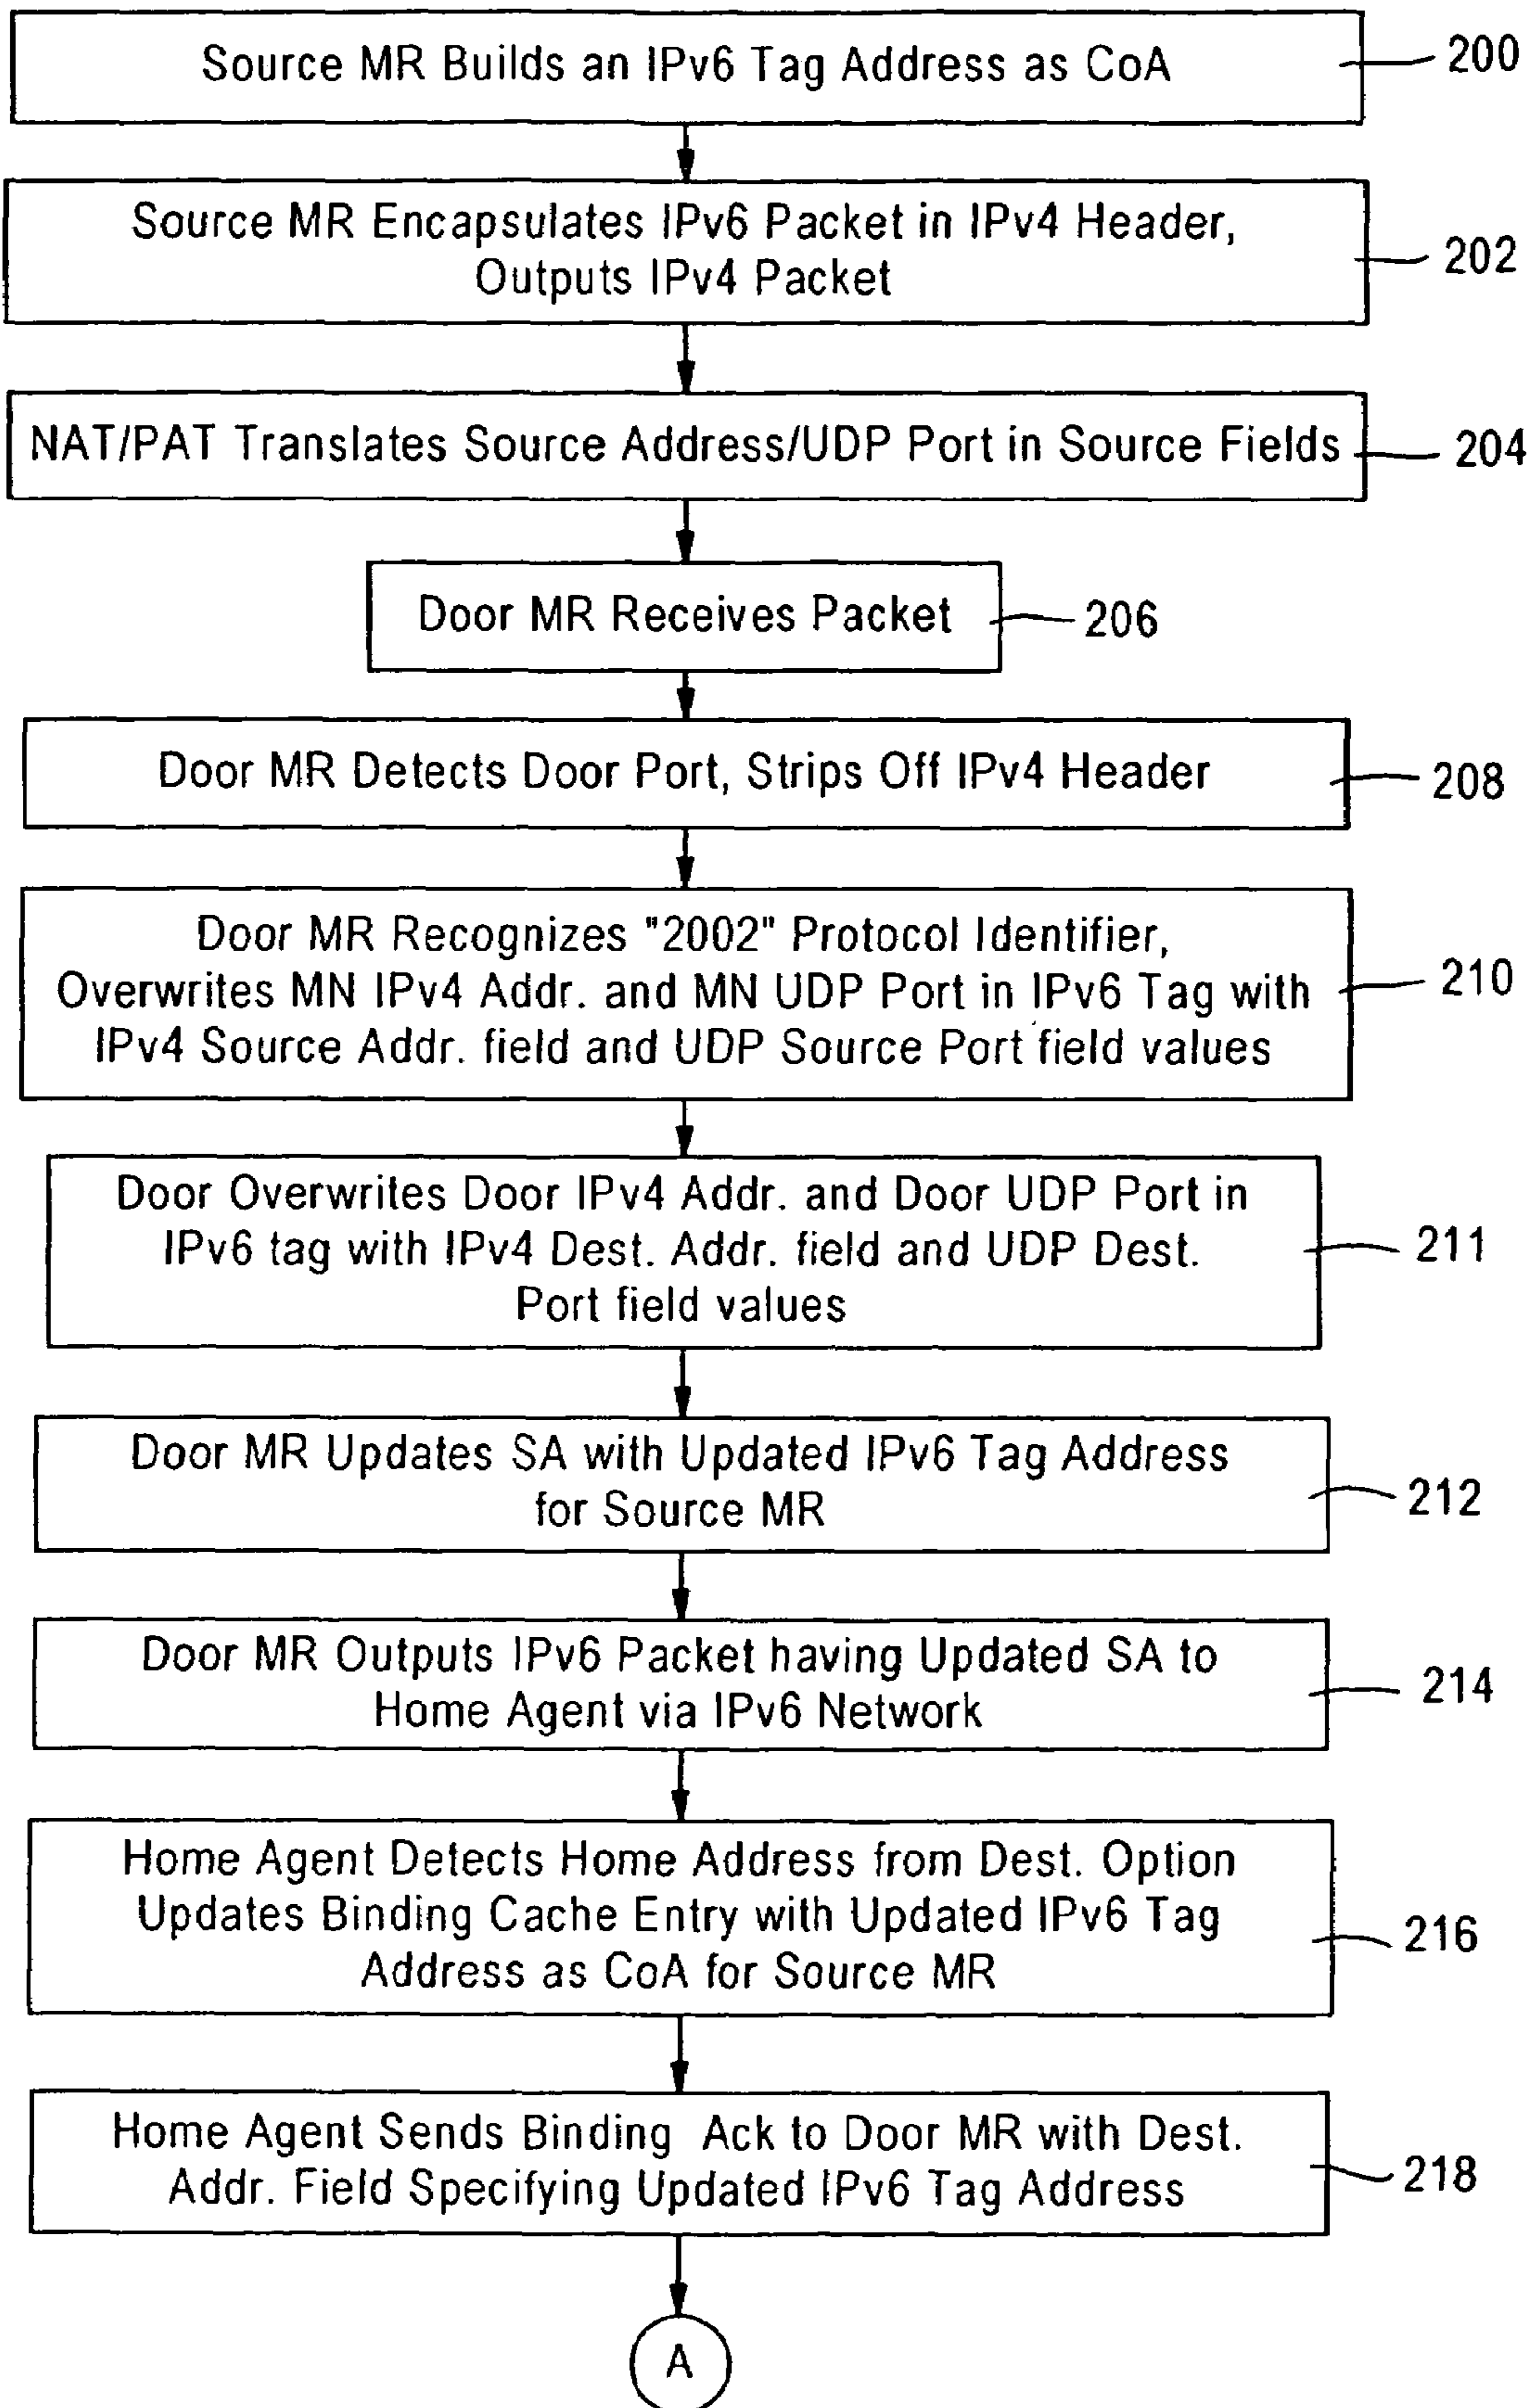 Source MR Builds an IPv6 Tag Address as CoA
200
Source MR Encapsulates IPv6 Packet in IPv4 Header,
Outputs IPv4 Packet
202
NAT/PAT Translates Source Address/UDP Port in Source Fields
204
Door MR Receives Packet
206
Door MR Detects Door Port, Strips Off IPv4 Header
208
Door MR Recognizes "2002" Protocol Identifier,
Overwrites MN IPv4 Addr. and MN UDP Port in IPv6 Tag with
IPv4 Source Addr. field and UDP Source Port field values
210
Door Overwrites Door IPv4 Addr. and Door UDP Port in
IPv6 tag with IPv4 Dest. Addr. field and UDP Dest.
Port field values
211
Door MR Updates SA with Updated IPv6 Tag Address
for Source MR
212
Door MR Outputs IPv6 Packet having Updated SA to
Home Agent via IPv6 Network
214
Home Agent Detects Home Address from Dest. Option
Updates Binding Cache Entry with Updated IPv6 Tag
Address as CoA for Source MR
216
Home Agent Sends Binding Ack to Door MR with Dest.
Addr. Field Specifying Updated IPv6 Tag Address
218
A